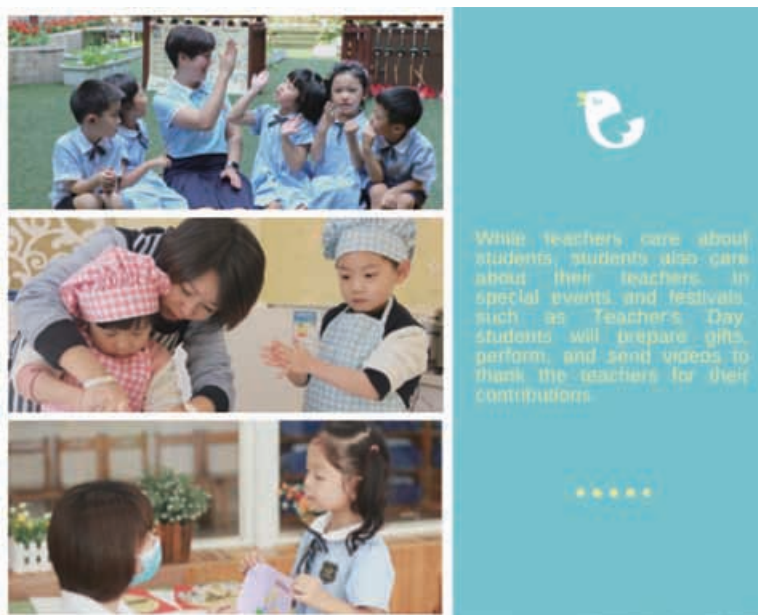 While teachers care about
students, students also care
about their teachers. In
special events and festivals,
such as Teacher's Day,
students will prepare gifts,
perform, and send videos to
thank the teachers for their
contributions.